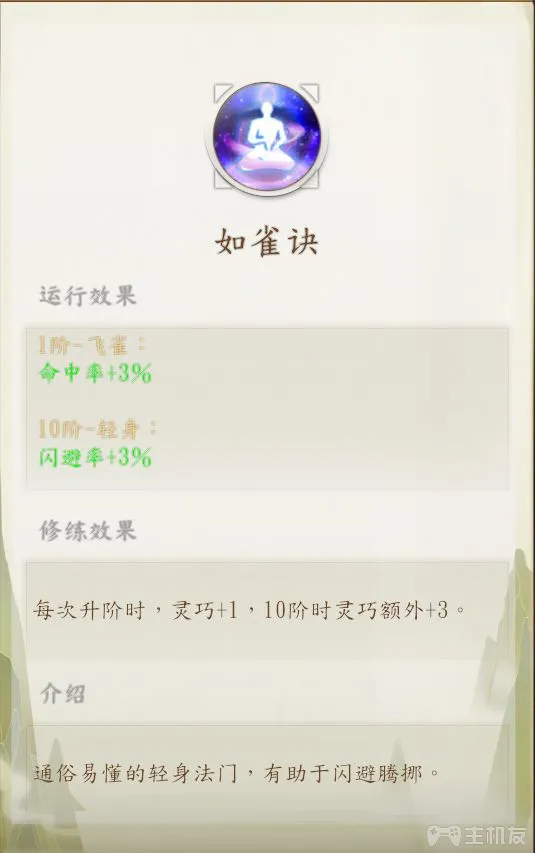 如雀诀
运行效果
1阶-飞雀：
命中率+3%
10阶-轻身：
闪避率+3%
修练效果
每次升阶时，灵巧+1，10阶时灵巧额外+3。
介绍
通俗易懂的轻身法门，有助于闪避腾挪。
主机友